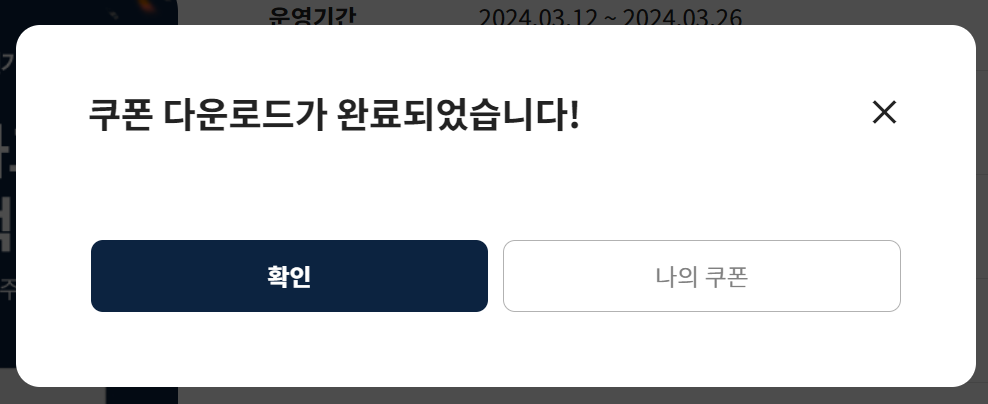 운영기간 2024.03.12 ~ 2024.03.26
쿠폰 다운로드가 완료되었습니다!
확인 나의 쿠폰